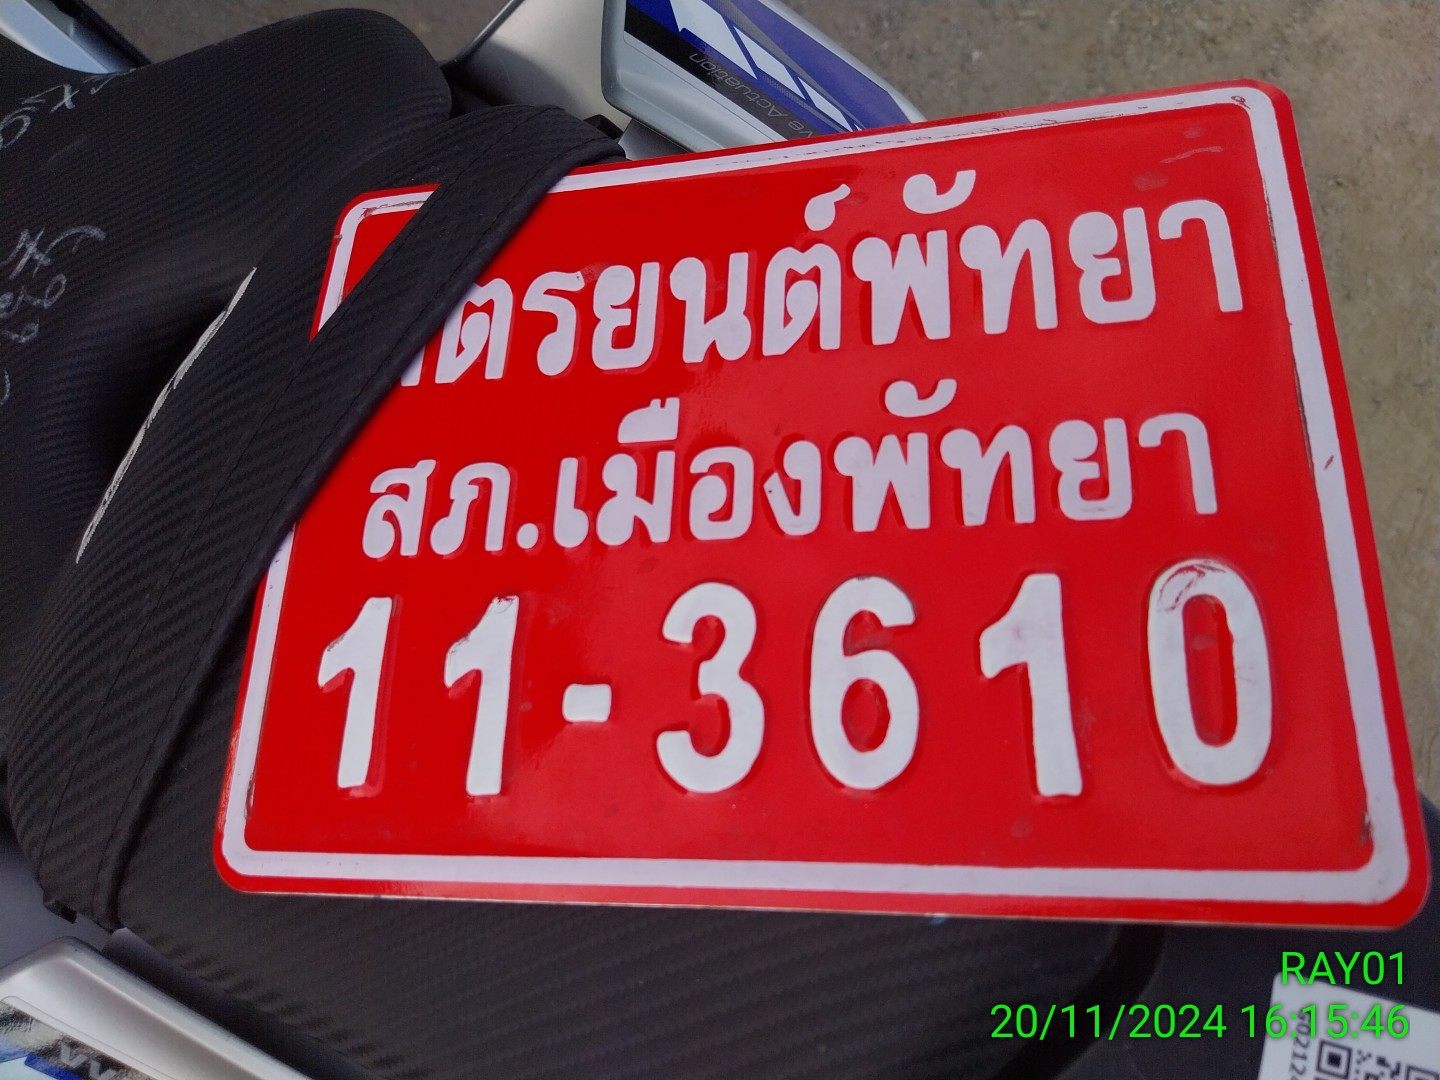 ตรยนต์พัทยา
สภ.เมืองพัทยา
11-3610
RAY01
20/11/2024 16:15:46